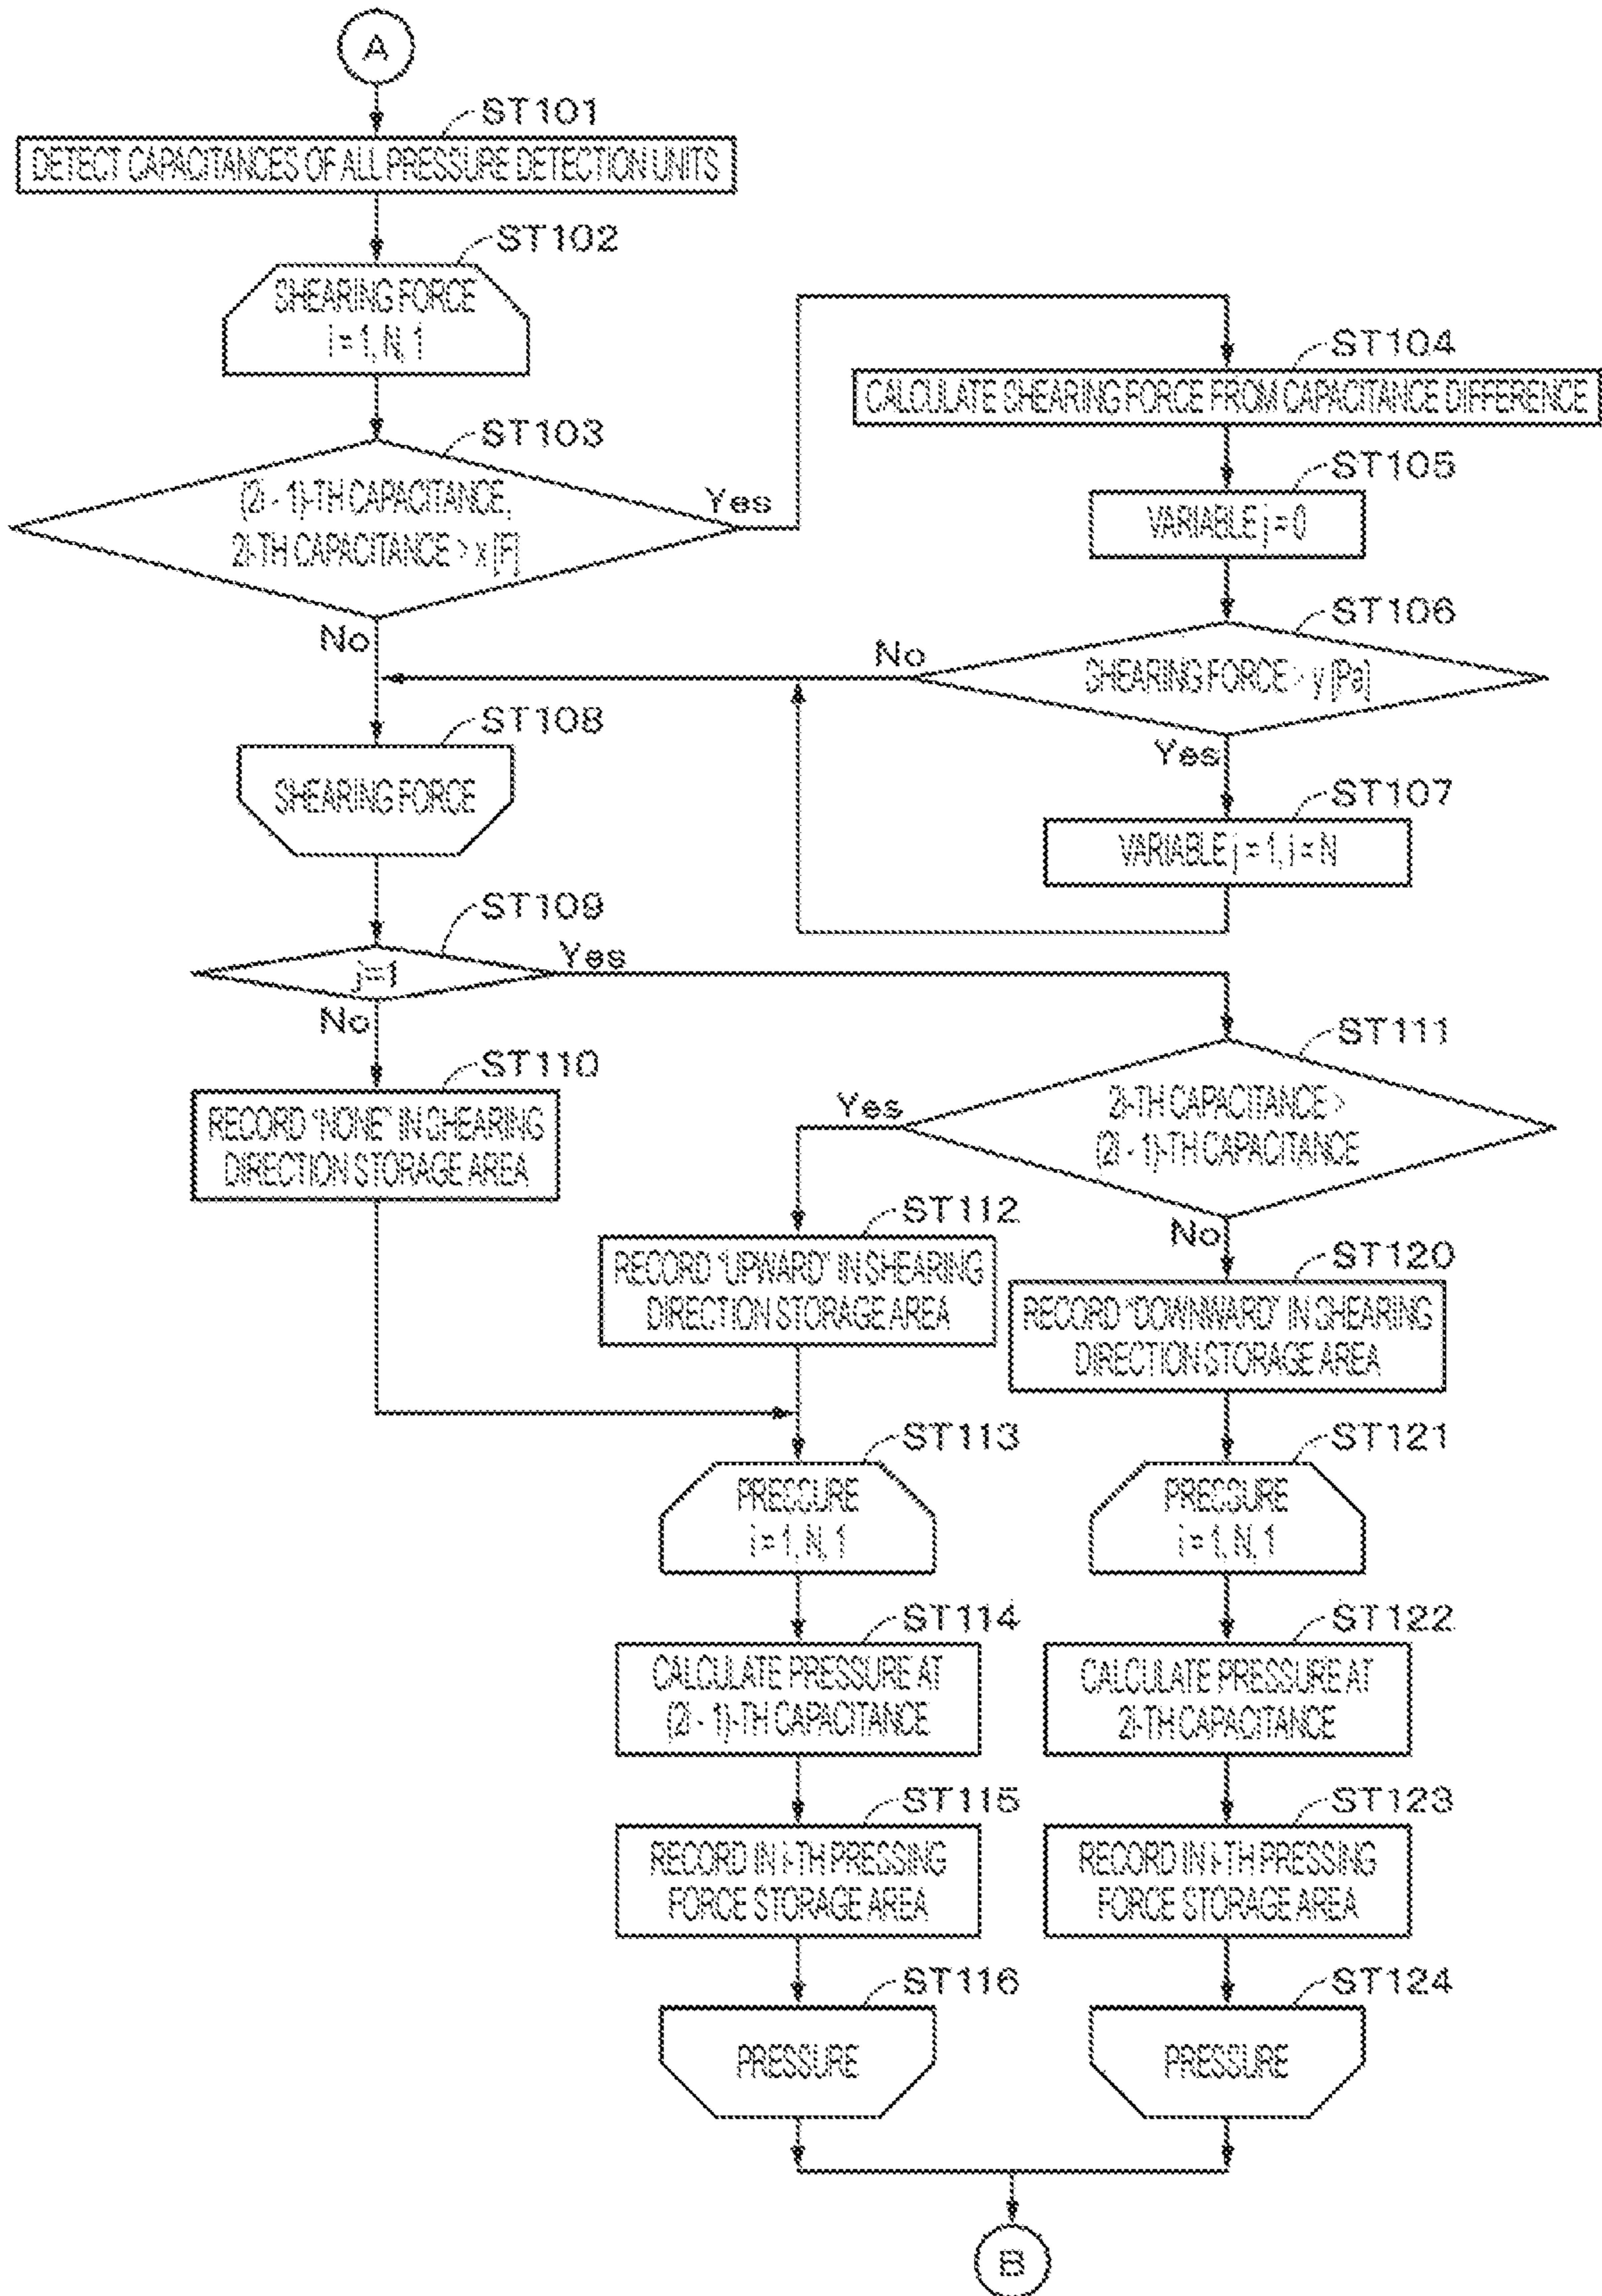 A
ST101
DETECT CAPACITANCES OF ALL PRESSURE DETECTION UNITS
ST102
SHEARING FORCE
i = 1, N, 1
ST103
(2i - 1)-TH CAPACITANCE,
2i-TH CAPACITANCE > x [F]
Yes
No
ST104
CALCULATE SHEARING FORCE FROM CAPACITANCE DIFFERENCE
ST105
VARIABLE j = 0
ST106
SHEARING FORCE > y [Pa]
No
Yes
ST107
VARIABLE j = 1, i = N
ST108
SHEARING FORCE
ST109
j=1
Yes
No
ST110
RECORD "NONE" IN SHEARING
DIRECTION STORAGE AREA
ST111
2i-TH CAPACITANCE >
(2i - 1)-TH CAPACITANCE
Yes
No
ST112
RECORD "UPWARD" IN SHEARING
DIRECTION STORAGE AREA
ST120
RECORD "DOWNWARD" IN SHEARING
DIRECTION STORAGE AREA
ST113
PRESSURE
i = 1, N, 1
ST121
PRESSURE
i = 1, N, 1
ST114
CALCULATE PRESSURE AT
(2i - 1)-TH CAPACITANCE
ST122
CALCULATE PRESSURE AT
2i-TH CAPACITANCE
ST115
RECORD IN i-TH PRESSING
FORCE STORAGE AREA
ST123
RECORD IN i-TH PRESSING
FORCE STORAGE AREA
ST116
PRESSURE
ST124
PRESSURE
B